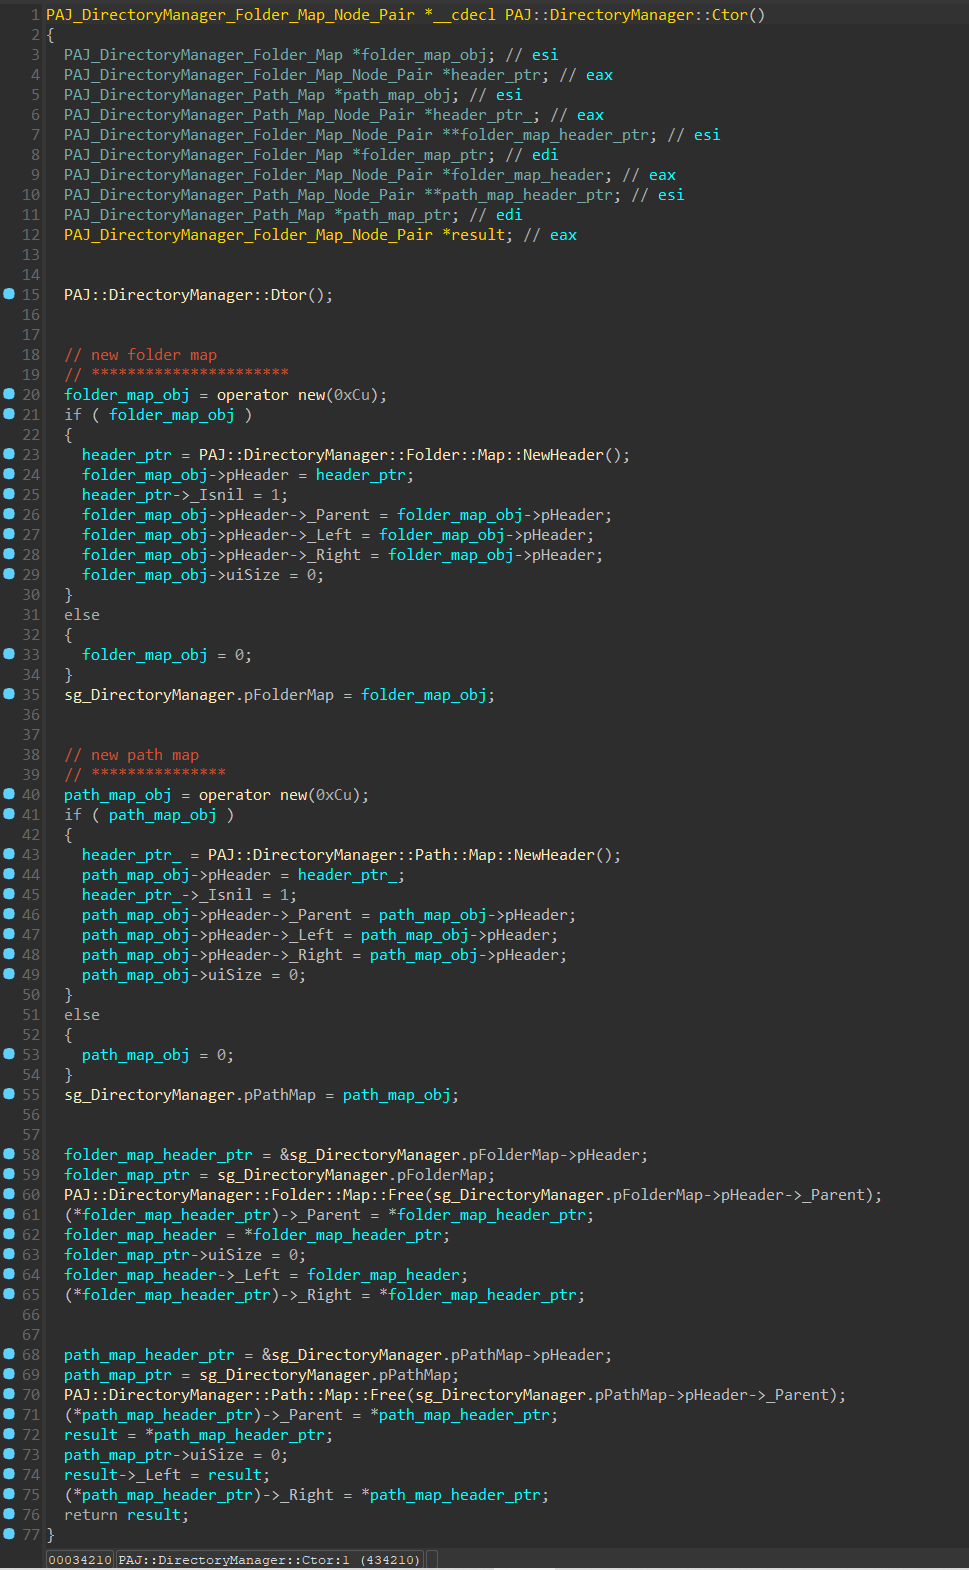 1 PAJ_DirectoryManager_Folder_Map_Node_Pair *__cdecl PAJ::DirectoryManager::Ctor()
2 {
3   PAJ_DirectoryManager_Folder_Map *folder_map_obj; // esi
4   PAJ_DirectoryManager_Folder_Map_Node_Pair *header_ptr; // eax
5   PAJ_DirectoryManager_Path_Map *path_map_obj; // esi
6   PAJ_DirectoryManager_Path_Map_Node_Pair *header_ptr_; // eax
7   PAJ_DirectoryManager_Folder_Map_Node_Pair **folder_map_header_ptr; // esi
8   PAJ_DirectoryManager_Folder_Map *folder_map_ptr; // edi
9   PAJ_DirectoryManager_Folder_Map_Node_Pair *folder_map_header; // eax
10   PAJ_DirectoryManager_Path_Map_Node_Pair **path_map_header_ptr; // esi
11   PAJ_DirectoryManager_Path_Map *path_map_ptr; // edi
12   PAJ_DirectoryManager_Folder_Map_Node_Pair *result; // eax
13
14
15   PAJ::DirectoryManager::Dtor();
16
17
18   // new folder map
19   // **********************
20   folder_map_obj = operator new(0xCu);
21   if ( folder_map_obj )
22   {
23     header_ptr = PAJ::DirectoryManager::Folder::Map::NewHeader();
24     folder_map_obj->pHeader = header_ptr;
25     header_ptr->_Isnil = 1;
26     folder_map_obj->pHeader->_Parent = folder_map_obj->pHeader;
27     folder_map_obj->pHeader->_Left = folder_map_obj->pHeader;
28     folder_map_obj->pHeader->_Right = folder_map_obj->pHeader;
29     folder_map_obj->uiSize = 0;
30   }
31   else
32   {
33     folder_map_obj = 0;
34   }
35   sg_DirectoryManager.pFolderMap = folder_map_obj;
36
37
38   // new path map
39   // ***************
40   path_map_obj = operator new(0xCu);
41   if ( path_map_obj )
42   {
43     header_ptr_ = PAJ::DirectoryManager::Path::Map::NewHeader();
44     path_map_obj->pHeader = header_ptr_;
45     header_ptr_->_Isnil = 1;
46     path_map_obj->pHeader->_Parent = path_map_obj->pHeader;
47     path_map_obj->pHeader->_Left = path_map_obj->pHeader;
48     path_map_obj->pHeader->_Right = path_map_obj->pHeader;
49     path_map_obj->uiSize = 0;
50   }
51   else
52   {
53     path_map_obj = 0;
54   }
55   sg_DirectoryManager.pPathMap = path_map_obj;
56
57
58   folder_map_header_ptr = &sg_DirectoryManager.pFolderMap->pHeader;
59   folder_map_ptr = sg_DirectoryManager.pFolderMap;
60   PAJ::DirectoryManager::Folder::Map::Free(sg_DirectoryManager.pFolderMap->pHeader->_Parent);
61   (*folder_map_header_ptr)->_Parent = *folder_map_header_ptr;
62   folder_map_header = *folder_map_header_ptr;
63   folder_map_ptr->uiSize = 0;
64   folder_map_header->_Left = folder_map_header;
65   (*folder_map_header_ptr)->_Right = *folder_map_header_ptr;
66
67
68   path_map_header_ptr = &sg_DirectoryManager.pPathMap->pHeader;
69   path_map_ptr = sg_DirectoryManager.pPathMap;
70   PAJ::DirectoryManager::Path::Map::Free(sg_DirectoryManager.pPathMap->pHeader->_Parent);
71   (*path_map_header_ptr)->_Parent = *path_map_header_ptr;
72   result = *path_map_header_ptr;
73   path_map_ptr->uiSize = 0;
74   result->_Left = result;
75   (*path_map_header_ptr)->_Right = *path_map_header_ptr;
76   return result;
77 }
00034210 PAJ::DirectoryManager::Ctor:1 (434210)